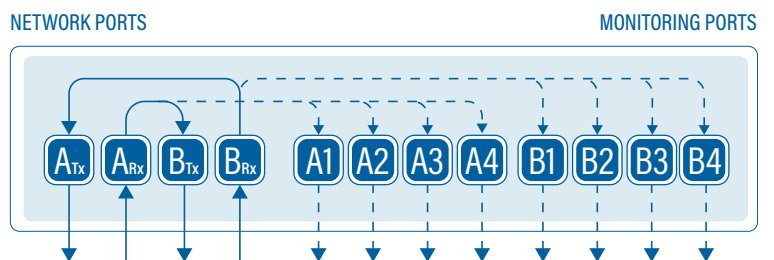 NETWORK PORTS MONITORING PORTS
ATx ARx BTx BRx A1 A2 A3 A4 B1 B2 B3 B4